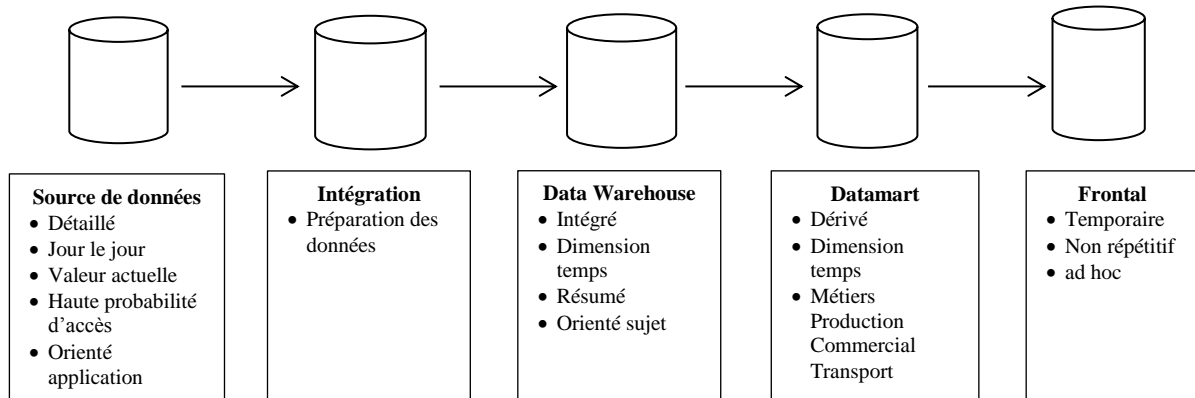 Source de données
• Détaillé
• Jour le jour
• Valeur actuelle
• Haute probabilité
d'accès
• Orienté
application
Intégration
• Préparation des
données
Data Warehouse
• Intégré
• Dimension
temps
• Résumé
• Orienté sujet
Datamart
• Dérivé
• Dimension
temps
• Métiers
Production
Commercial
Transport
Frontal
• Temporaire
• Non répétitif
• ad hoc